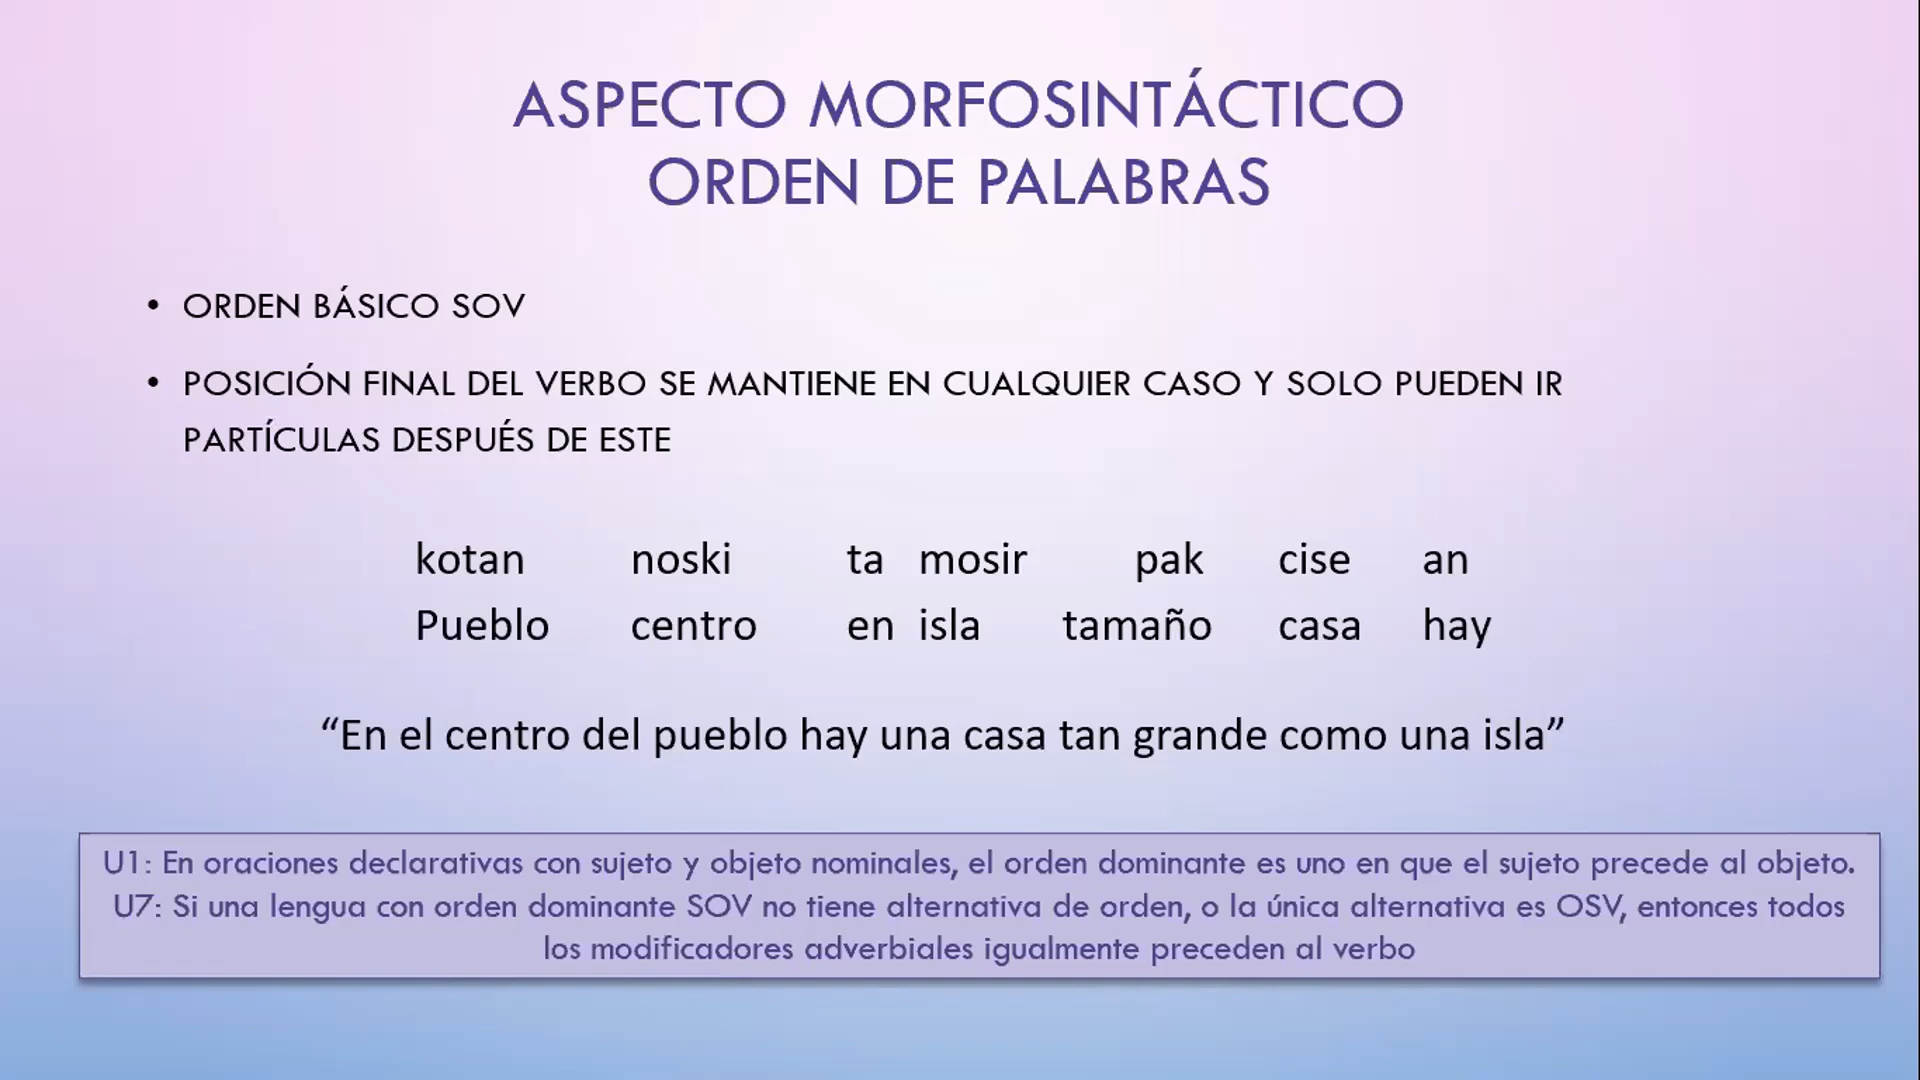 ASPECTO MORFOSINTÁCTICO
ORDEN DE PALABRAS
• ORDEN BÁSICO SOV
• POSICIÓN FINAL DEL VERBO SE MANTIENE EN CUALQUIER CASO Y SOLO PUEDEN IR
PARTÍCULAS DESPUÉS DE ESTE
kotan noski ta mosir pak cise an
Pueblo centro en isla tamaño casa hay
“En el centro del pueblo hay una casa tan grande como una isla”
U1: En oraciones declarativas con sujeto y objeto nominales, el orden dominante es uno en que el sujeto precede al objeto.
U7: Si una lengua con orden dominante SOV no tiene alternativa de orden, o la única alternativa es OSV, entonces todos
los modificadores adverbiales igualmente preceden al verbo